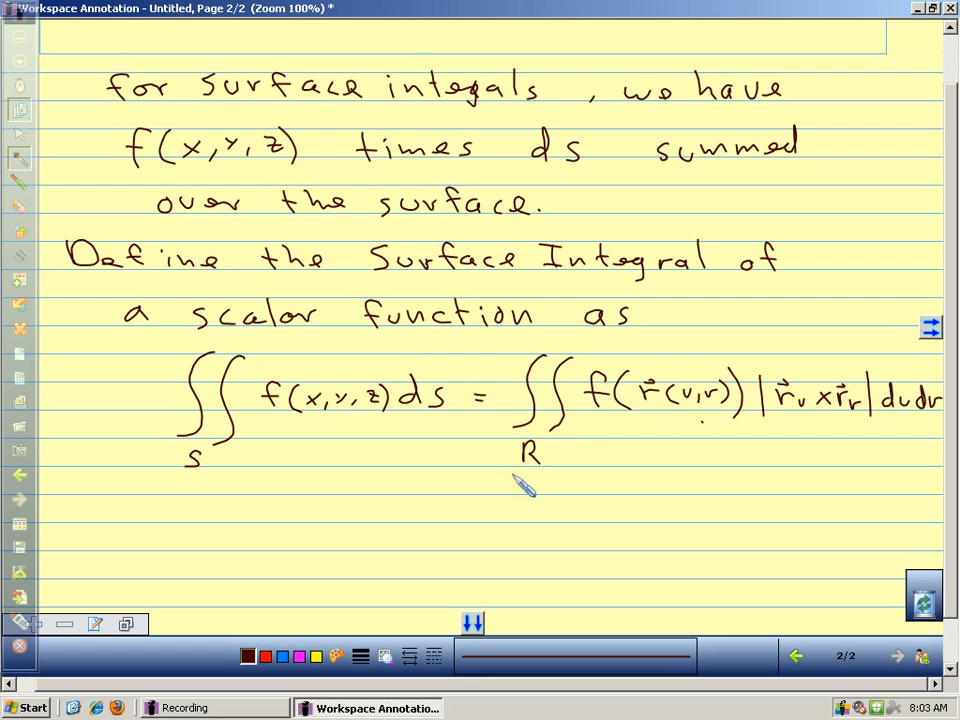 Workspace Annotation - Untitled, Page 2/2 (Zoom 100%) *
for surface integals, we have
f(x,y,z) times ds summed
over the surface.
Define the Surface Integral of
a scalor function as
∬ f(x,y,z)ds = ∬ f(r⃗(u,v)) |r⃗u x r⃗v| dudv
S R
2/2
Start Recording Workspace Annotatio... 8:03 AM